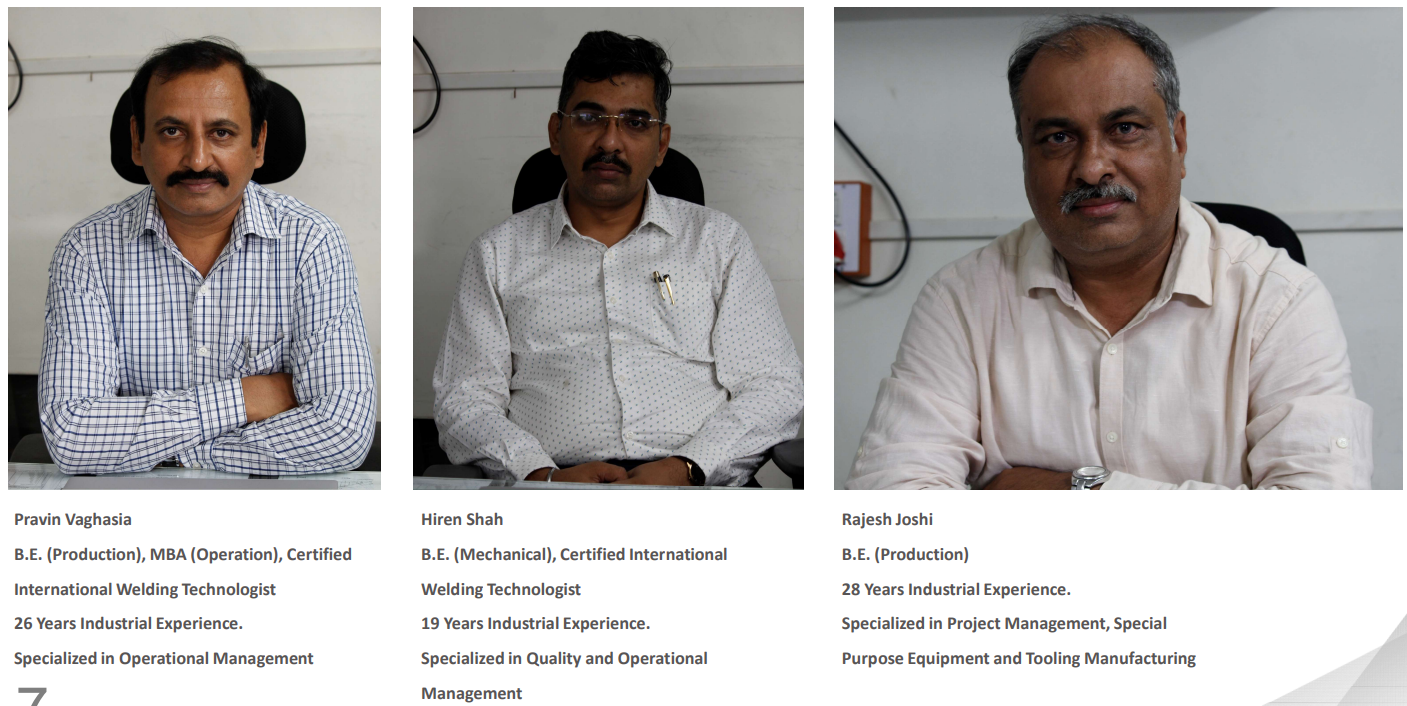 Pravin Vaghasia
B.E. (Production), MBA (Operation), Certified
International Welding Technologist
26 Years Industrial Experience.
Specialized in Operational Management
Hiren Shah
B.E. (Mechanical), Certified International
Welding Technologist
19 Years Industrial Experience.
Specialized in Quality and Operational
Management
Rajesh Joshi
B.E. (Production)
28 Years Industrial Experience.
Specialized in Project Management, Special
Purpose Equipment and Tooling Manufacturing